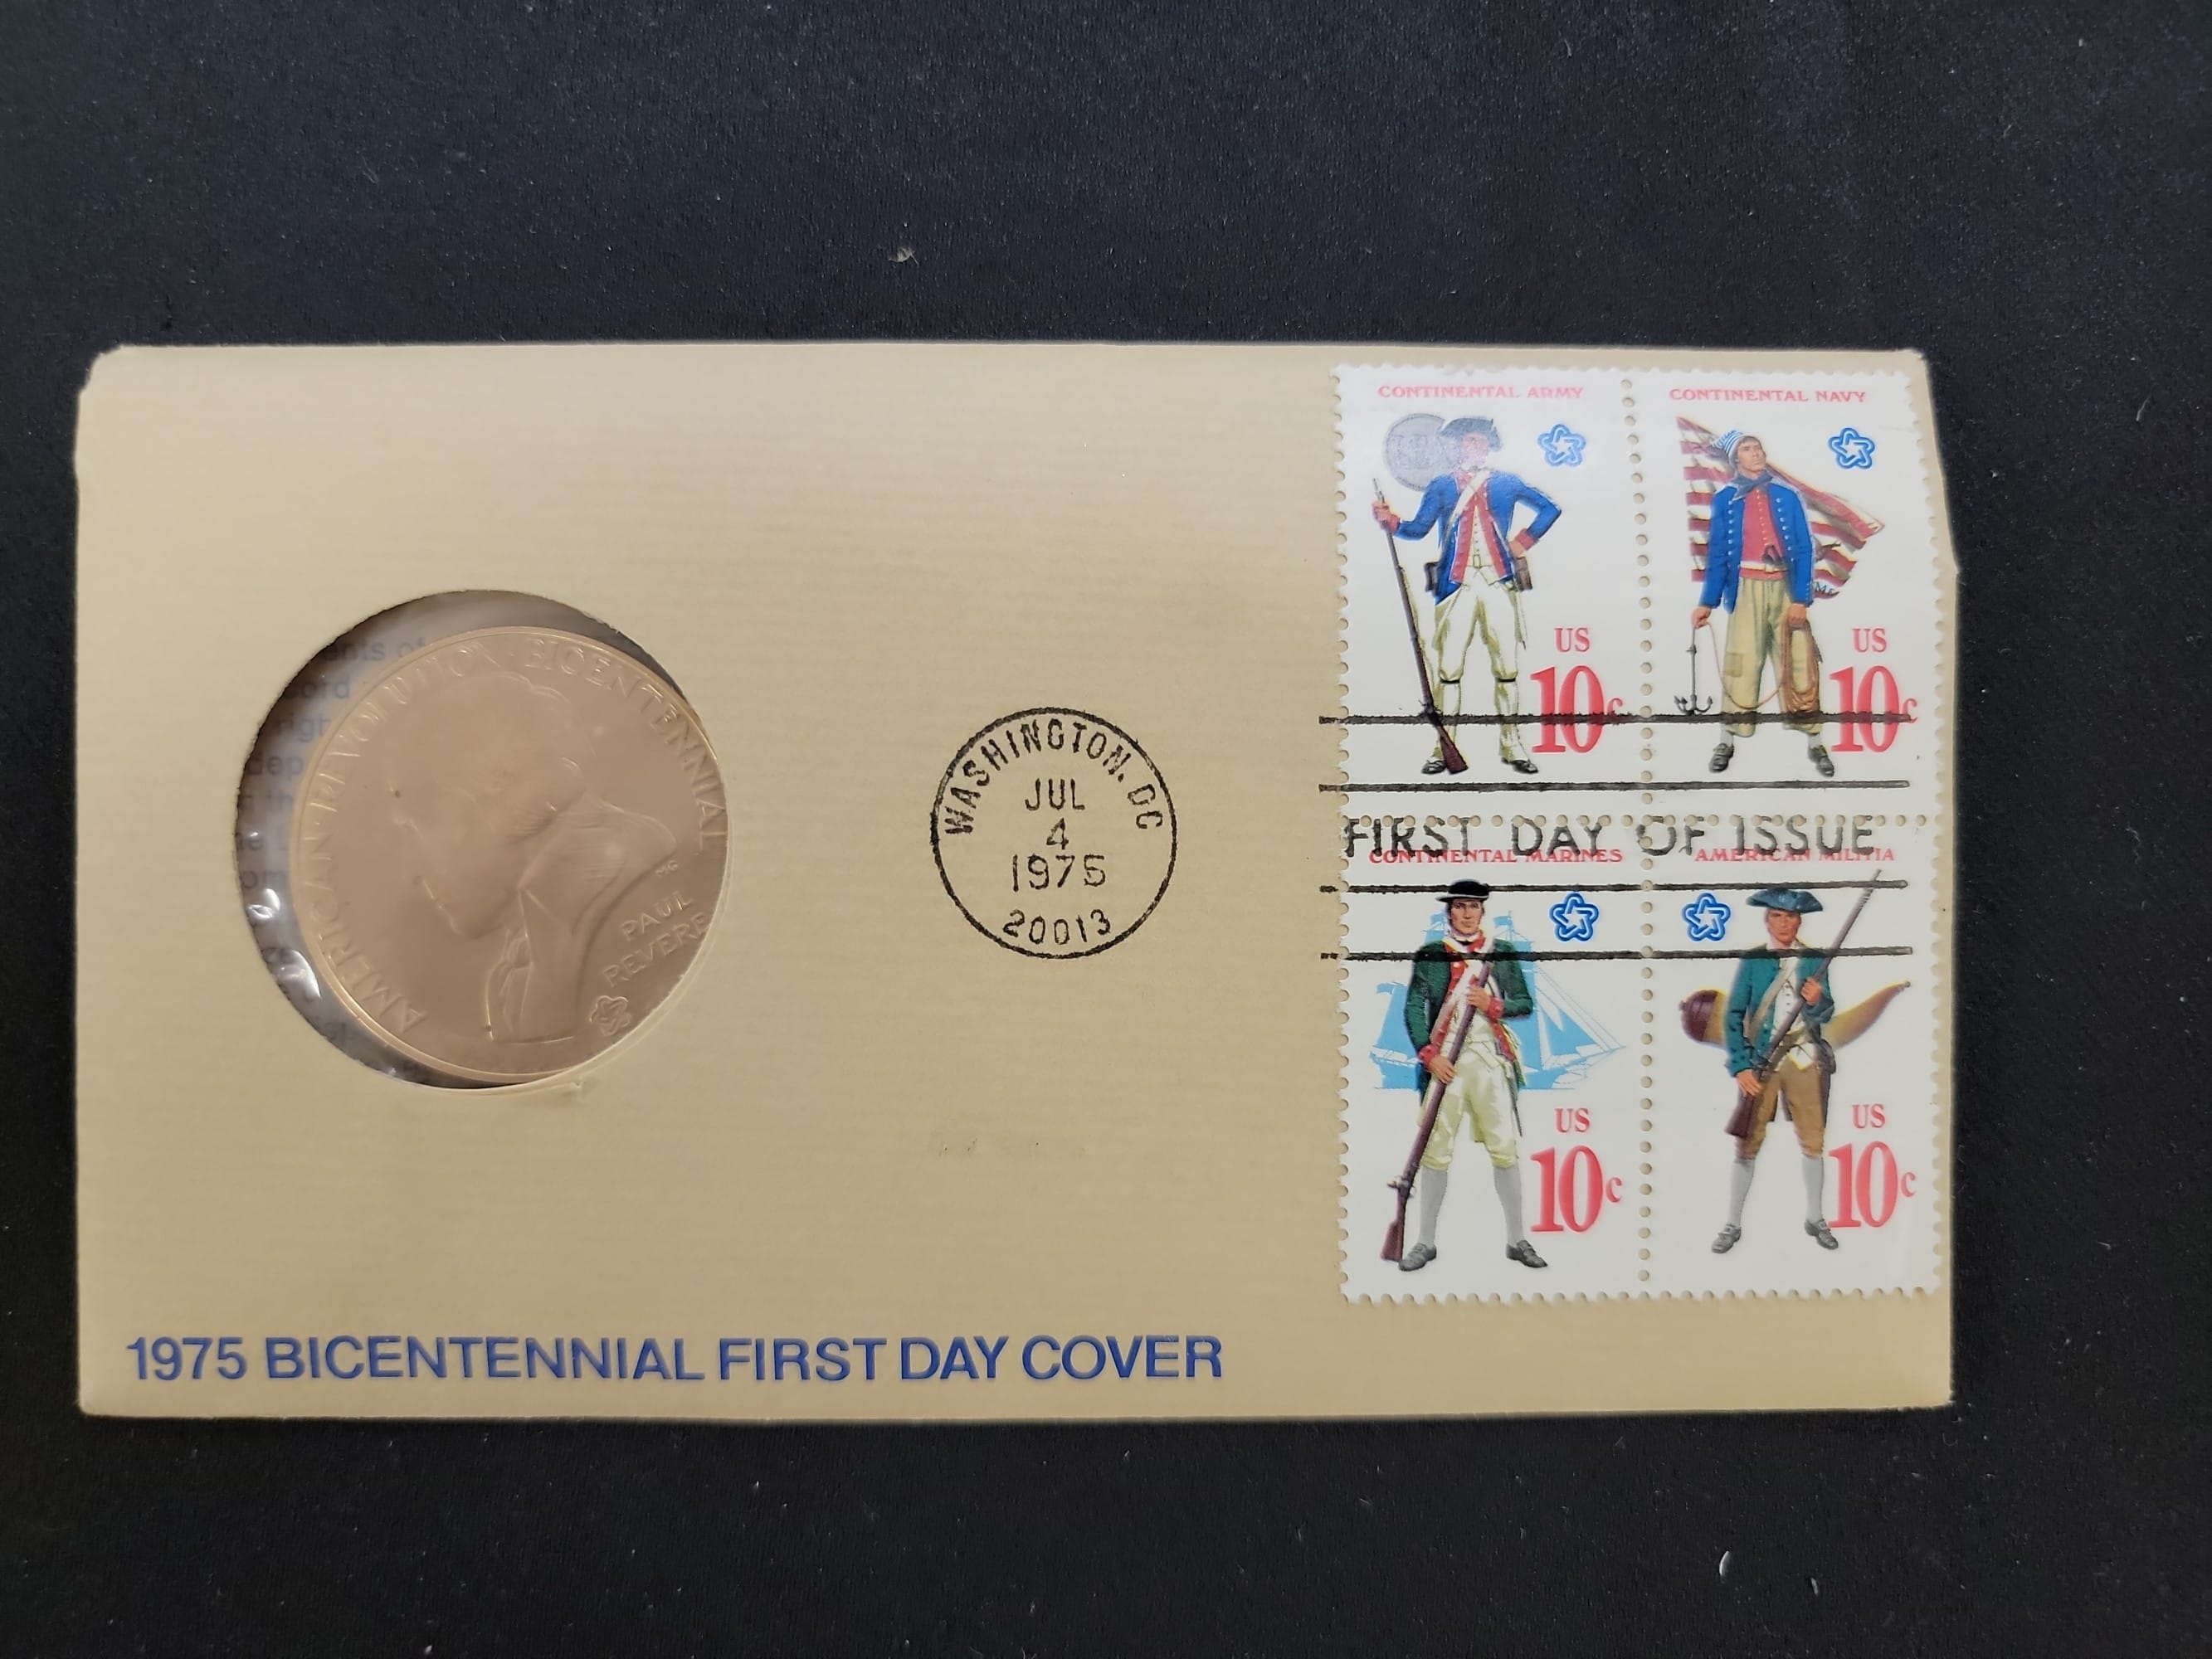 AMERICAN REVOLUTION BICENTENNIAL
PAUL
REVERE
WASHINGTON, DC
JUL
4
1975
20013
CONTINENTAL ARMY
US
10c
CONTINENTAL NAVY
US
10c
FIRST DAY OF ISSUE
CONTINENTAL MARINES
US
10c
AMERICAN MILITIA
US
10c
1975 BICENTENNIAL FIRST DAY COVER